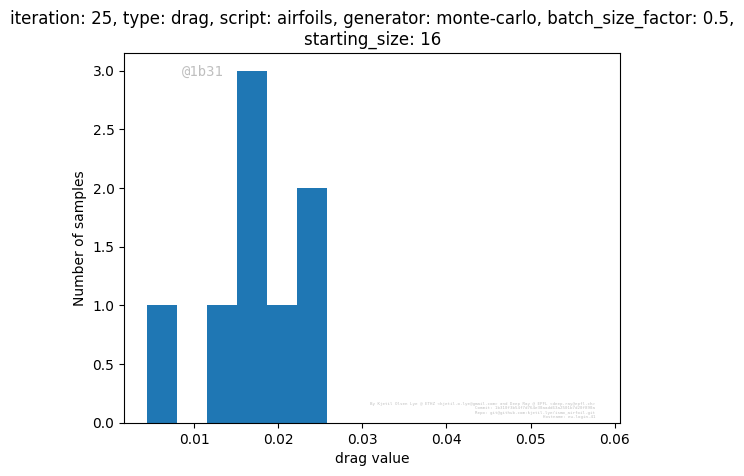 iteration: 25, type: drag, script: airfoils, generator: monte-carlo, batch_size_factor: 0.5,
starting_size: 16
@1b31
3.0
2.5
2.0
1.5
1.0
0.5
0.0
Number of samples
0.01 0.02 0.03 0.04 0.05 0.06
drag value